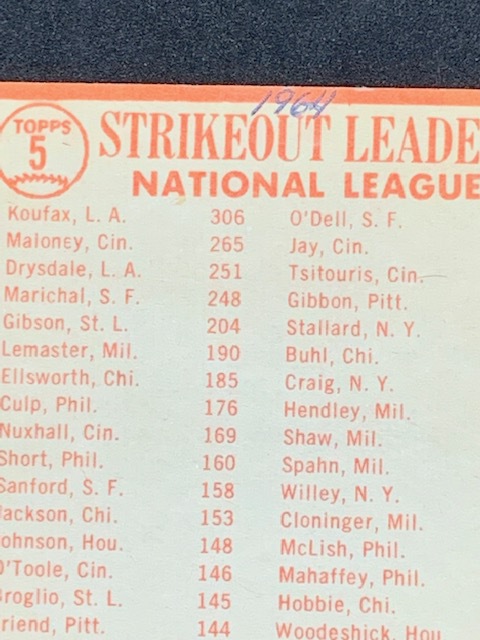 1964
TOPPS
5
STRIKEOUT LEADE
NATIONAL LEAGUE
Koufax, L. A. 306 O'Dell, S. F.
Maloney, Cin. 265 Jay, Cin.
Drysdale, L. A. 251 Tsitouris, Cin.
Marichal, S. F. 248 Gibbon, Pitt.
Gibson, St. L. 204 Stallard, N. Y.
Lemaster, Mil. 190 Buhl, Chi.
Ellsworth, Chi. 185 Craig, N. Y.
Culp, Phil. 176 Hendley, Mil.
Nuxhall, Cin. 169 Shaw, Mil.
Short, Phil. 160 Spahn, Mil.
Sanford, S. F. 158 Willey, N. Y.
Jackson, Chi. 153 Cloninger, Mil.
Johnson, Hou. 148 McLish, Phil.
O'Toole, Cin. 146 Mahaffey, Phil.
Broglio, St. L. 145 Hobbie, Chi.
riend, Pitt. 144 Woodeshick, Hou